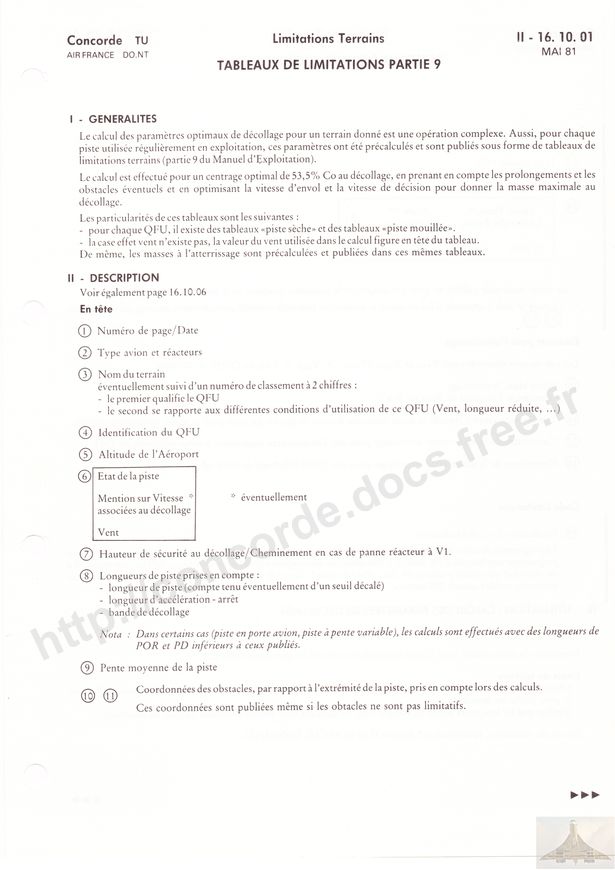 Concorde TU
AIR FRANCE DO.NT
Limitations Terrains
TABLEAUX DE LIMITATIONS PARTIE 9
II - 16. 10. 01
MAI 81
I - GENERALITES
Le calcul des paramètres optimaux de décollage pour un terrain donné est une opération complexe. Aussi, pour chaque
piste utilisée régulièrement en exploitation, ces paramètres ont été précalculés et sont publiés sous forme de tableaux de
limitations terrains (partie 9 du Manuel d'Exploitation).
Le calcul est effectué pour un centrage optimal de 53,5% Co au décollage, en prenant en compte les prolongements et les
obstacles éventuels et en optimisant la vitesse d'envol et la vitesse de décision pour donner la masse maximale au
décollage.
Les particularités de ces tableaux sont les suivantes :
- pour chaque QFU, il existe des tableaux «piste sèche» et des tableaux «piste mouillée».
- la case effet vent n'existe pas, la valeur du vent utilisée dans le calcul figure en tête du tableau.
De même, les masses à l'atterrissage sont précalculées et publiées dans ces mêmes tableaux.
II - DESCRIPTION
Voir également page 16.10.06
En tête
1 Numéro de page/Date
2 Type avion et réacteurs
3 Nom du terrain
éventuellement suivi d'un numéro de classement à 2 chiffres :
- le premier qualifie le QFU
- le second se rapporte aux différentes conditions d'utilisation de ce QFU (Vent, longueur réduite, ...)
4 Identification du QFU
5 Altitude de l'Aéroport
6 Etat de la piste
Mention sur Vitesse * * éventuellement
associées au décollage
Vent
7 Hauteur de sécurité au décollage/Cheminement en cas de panne réacteur à V1.
8 Longueurs de piste prises en compte :
- longueur de piste (compte tenu éventuellement d'un seuil décalé)
- longueur d'accélération - arrêt
- bande de décollage
Nota : Dans certains cas (piste en porte avion, piste à pente variable), les calculs sont effectués avec des longueurs de
POR et PD inférieurs à ceux publiés.
9 Pente moyenne de la piste
10 11 Coordonnées des obstacles, par rapport à l'extrémité de la piste, pris en compte lors des calculs.
Ces coordonnées sont publiées même si les obtacles ne sont pas limitatifs.
http://concorde.docs.free.fr